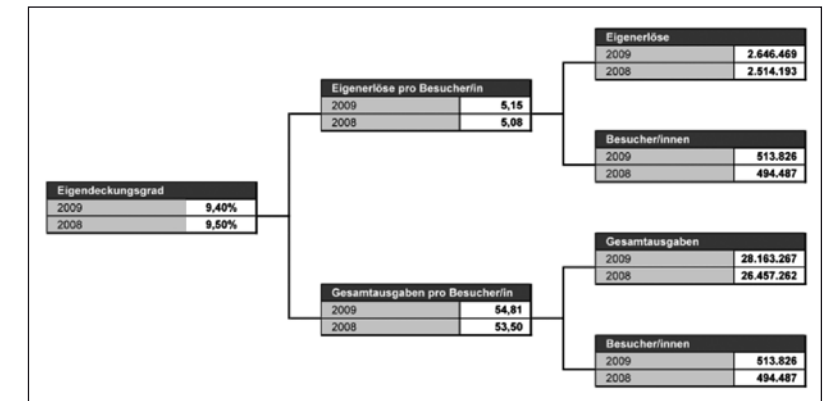 Eigenerlöse
2009 2.646.469
2008 2.514.193
Eigenerlöse pro Besucher/in
2009 5,15
2008 5,08
Besucher/innen
2009 513.826
2008 494.487
Eigendeckungsgrad
2009 9,40%
2008 9,50%
Gesamtausgaben
2009 28.163.267
2008 26.457.262
Gesamtausgaben pro Besucher/in
2009 54,81
2008 53,50
Besucher/innen
2009 513.826
2008 494.487